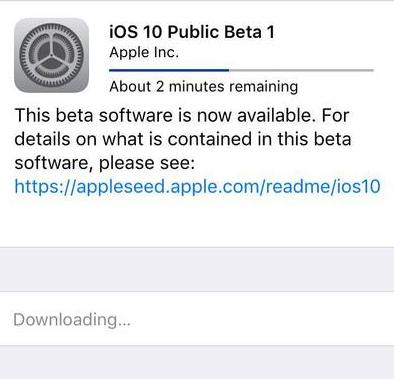 iOS 10 Public Beta 1
Apple Inc.
About 2 minutes remaining
This beta software is now available. For
details on what is contained in this beta
software, please see:
https://appleseed.apple.com/readme/ios10
Downloading...